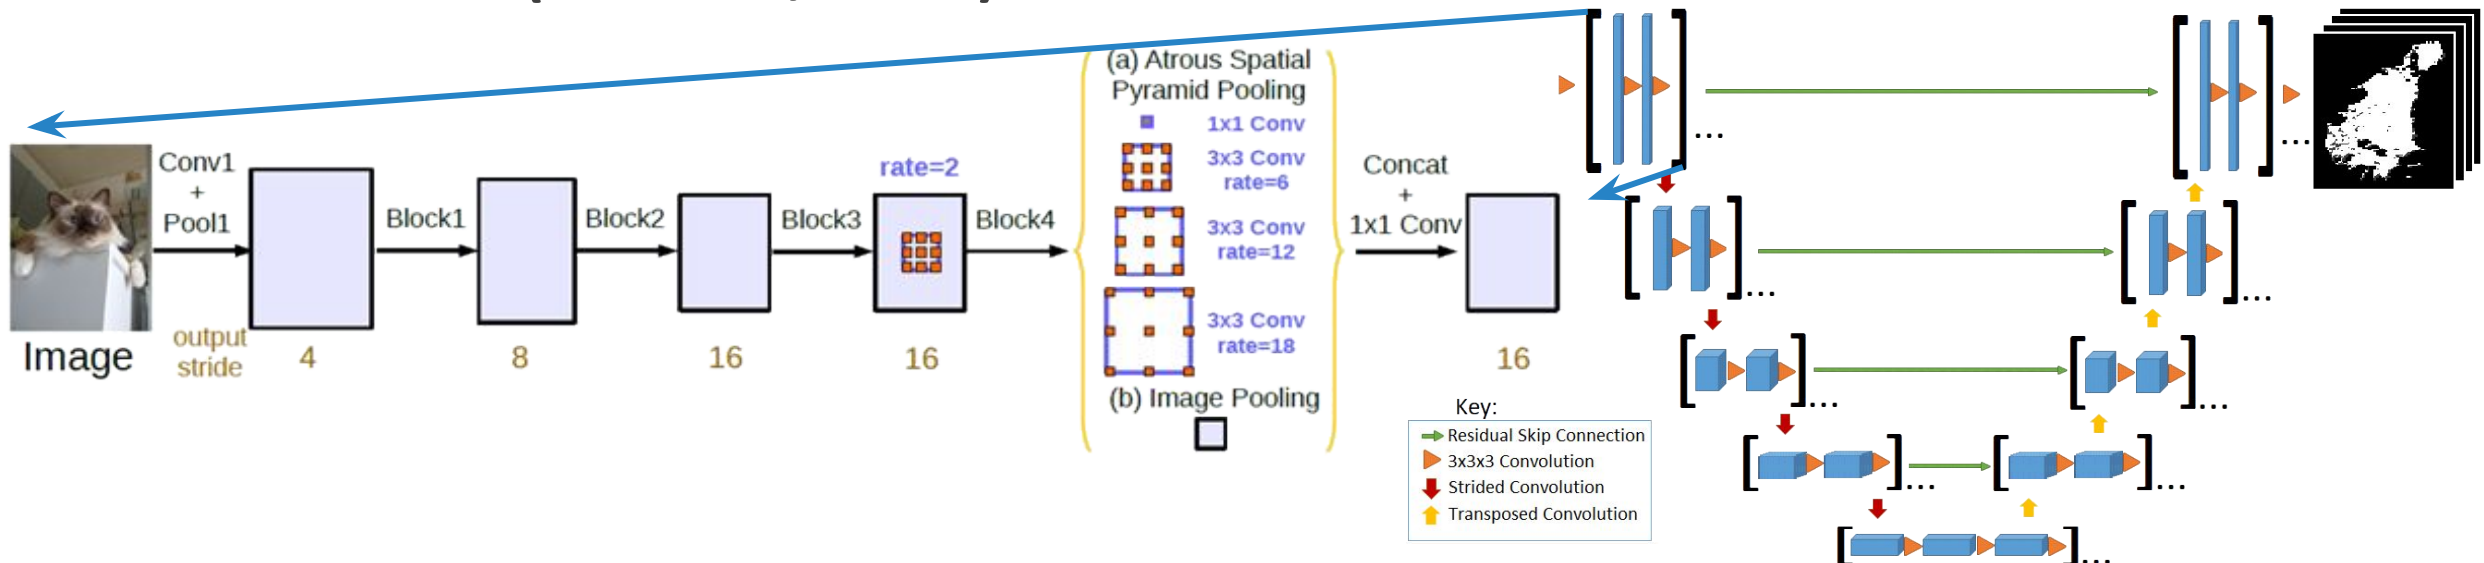 (a) Atrous Spatial
Pyramid Pooling
1x1 Conv
3x3 Conv
rate=6
3x3 Conv
rate=12
3x3 Conv
rate=18
(b) Image Pooling
Conv1
+
Pool1
Block1
Block2
Block3
rate=2
Block4
Concat
+
1x1 Conv
Image
output
stride
4
8
16
16
16
...
...
...
...
...
...
...
...
...
Key:
Residual Skip Connection
3x3x3 Convolution
Strided Convolution
Transposed Convolution